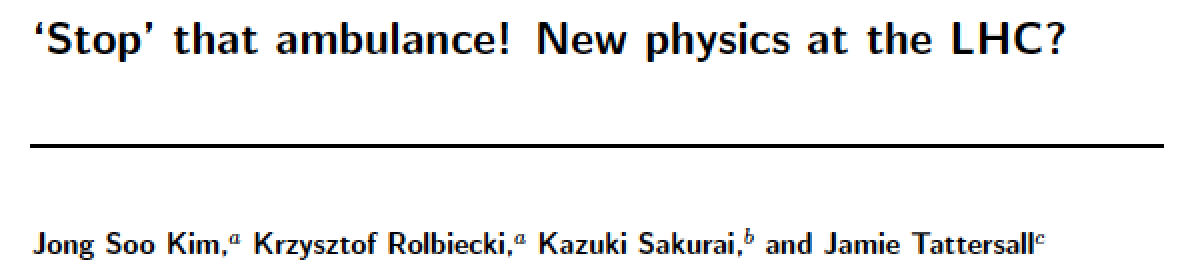 ‘Stop’ that ambulance! New physics at the LHC?
Jong Soo Kim,ᵃ Krzysztof Rolbiecki,ᵃ Kazuki Sakurai,ᵇ and Jamie Tattersallᶜ